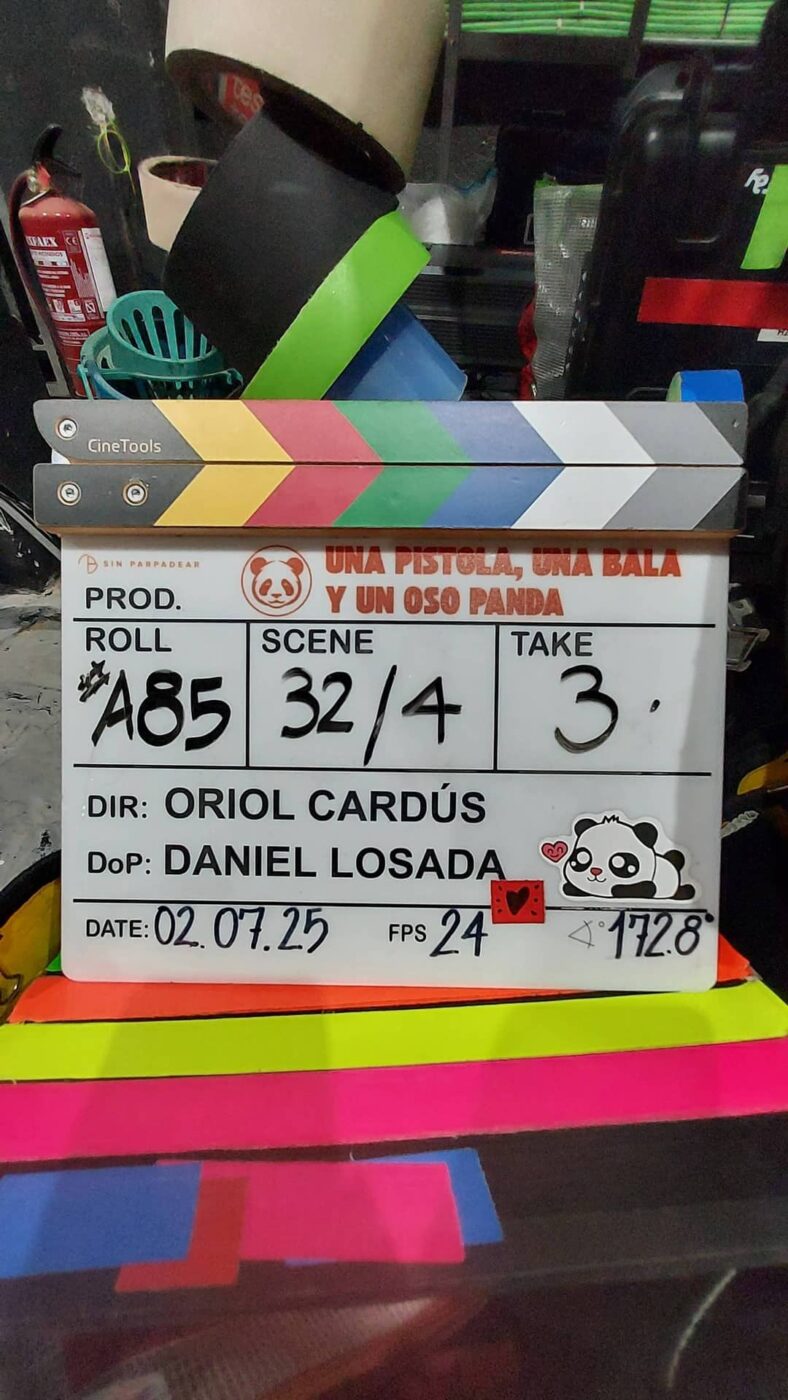 CineTools
SIN PARPADEAR
UNA PISTOLA, UNA BALA
Y UN OSO PANDA
PROD.
ROLL SCENE TAKE
A85 32/4 3
DIR: ORIOL CARDÚS
DoP: DANIEL LOSADA
DATE: 02.07.25 FPS 24 172.8°